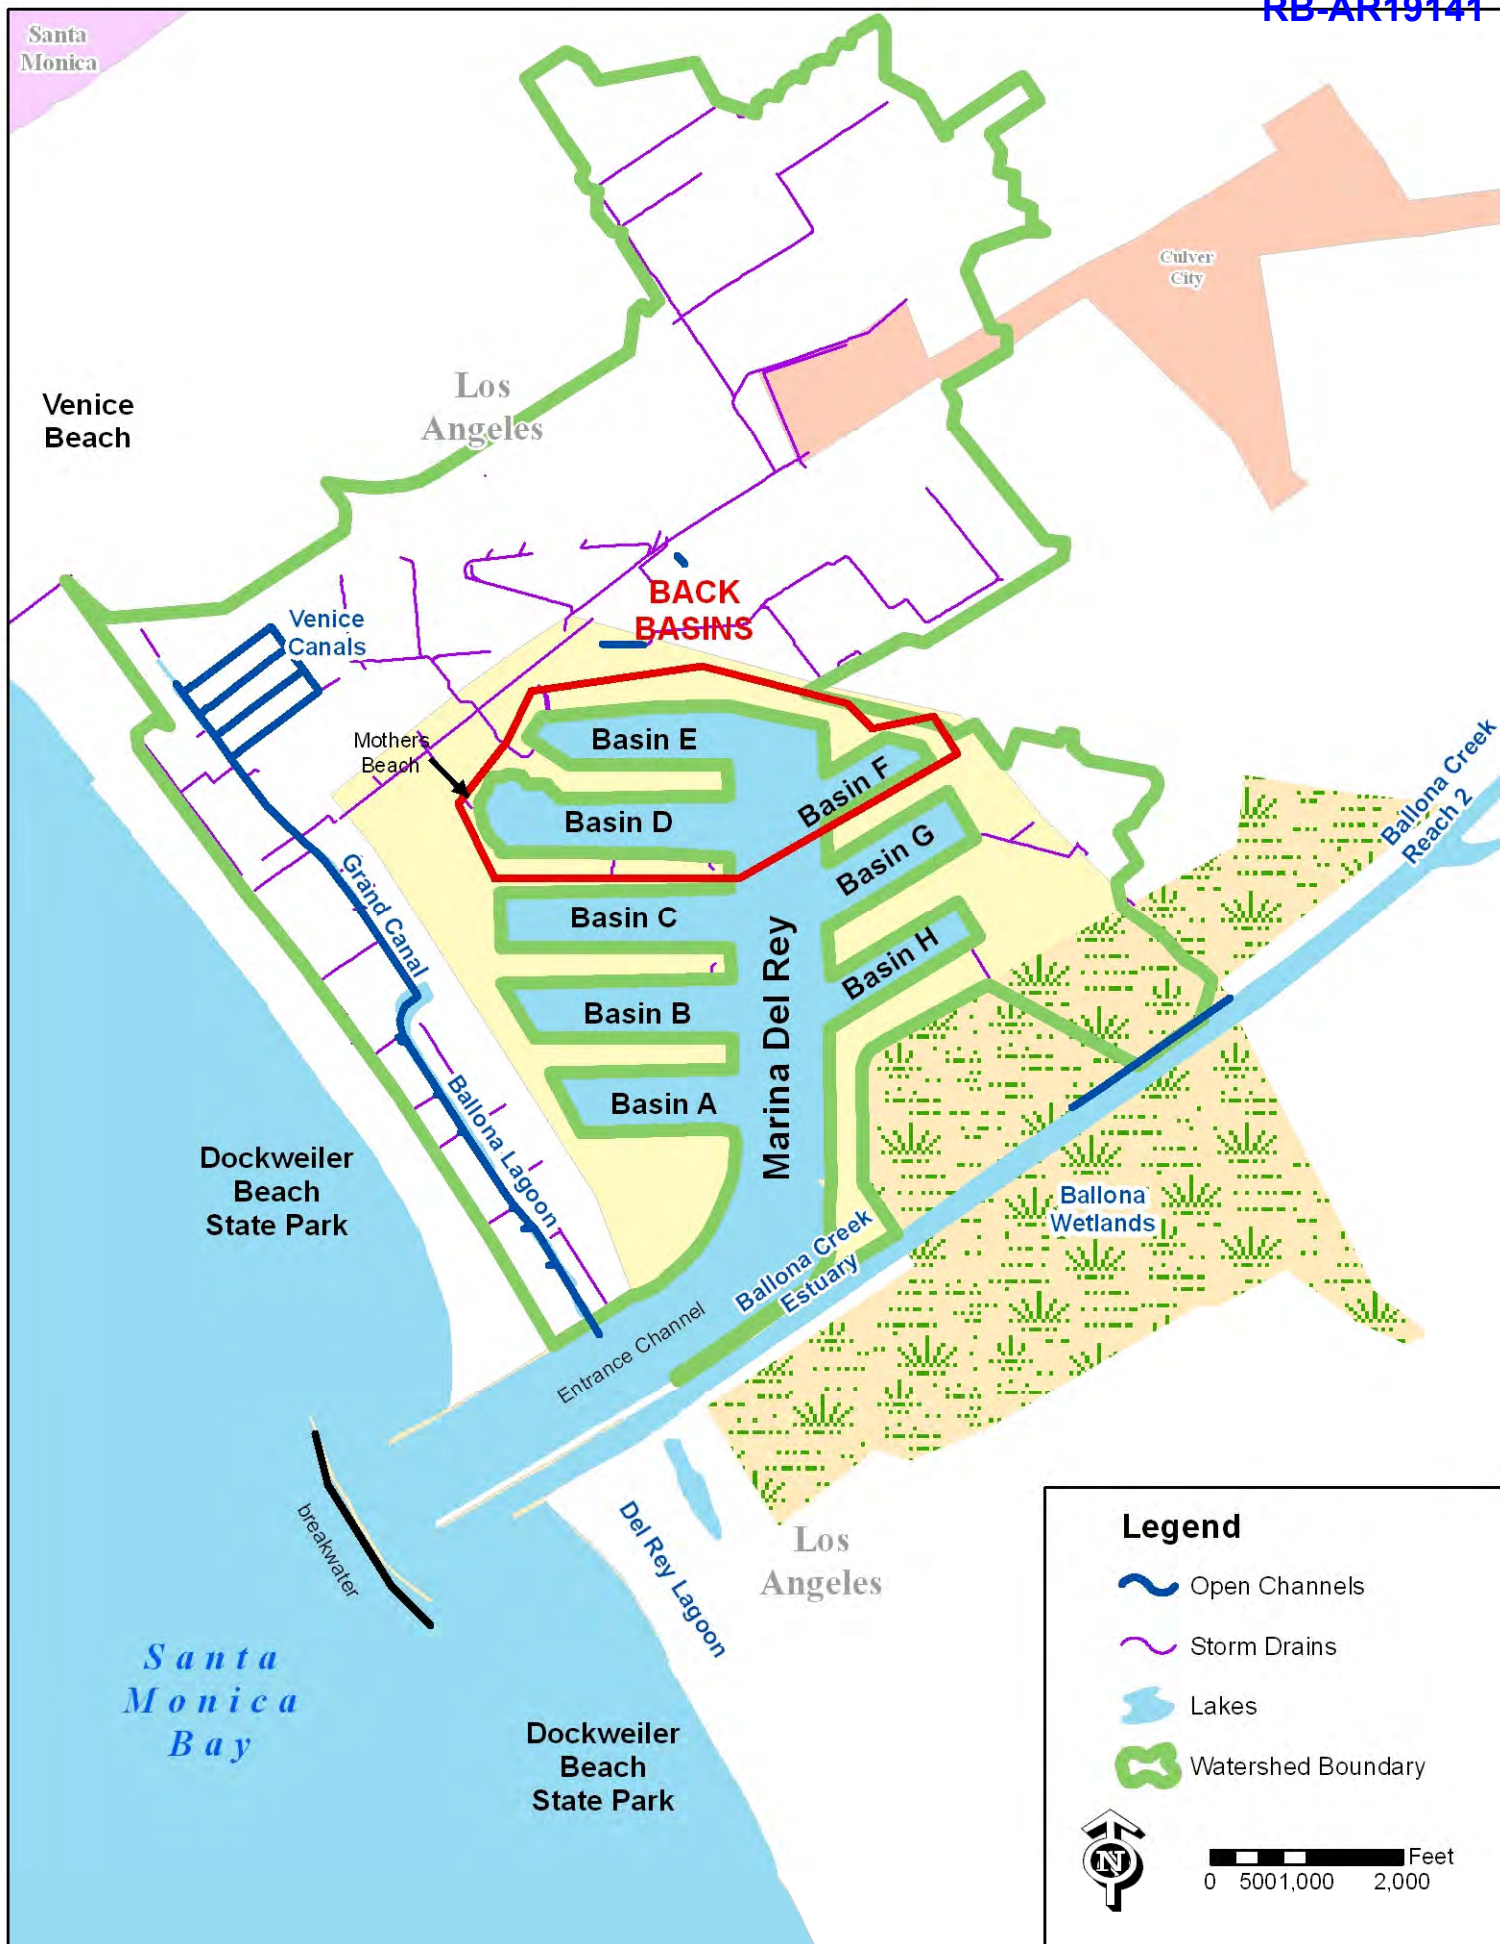 RB-AR19141
Santa
Monica
Culver
City
Los
Angeles
Venice
Beach
BACK
BASINS
Venice
Canals
Mothers
Beach
Basin E
Basin F
Basin D
Basin G
Basin C
Basin H
Basin B
Basin A
Marina Del Rey
Grand Canal
Ballona Lagoon
Ballona Creek
Reach 2
Dockweiler
Beach
State Park
Ballona
Wetlands
Ballona Creek
Estuary
Entrance Channel
breakwater
Del Rey Lagoon
Los
Angeles
Santa
Monica
Bay
Dockweiler
Beach
State Park
Legend
Open Channels
Storm Drains
Lakes
Watershed Boundary
N
Feet
0 500 1,000 2,000